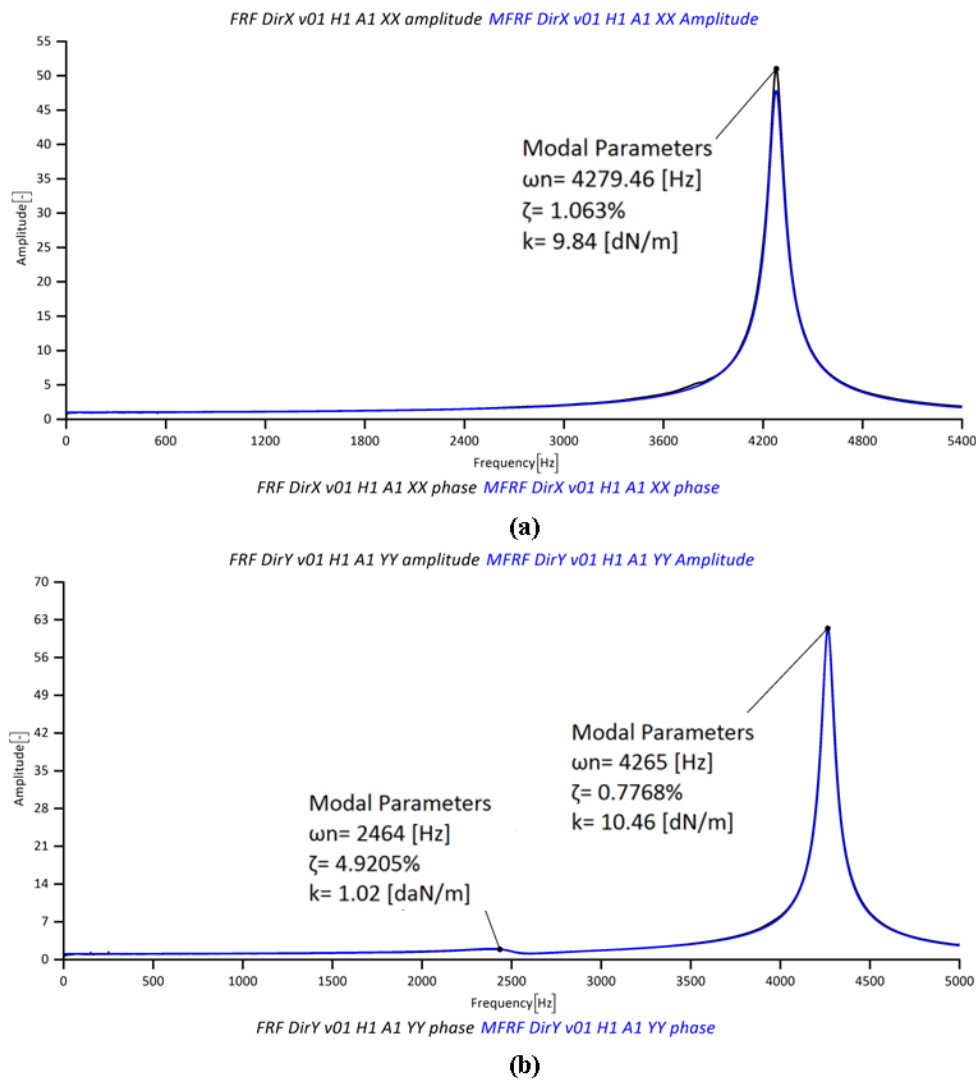 FRF DirX v01 H1 A1 XX amplitude MFRF DirX v01 H1 A1 XX Amplitude
55
50
45
40
35
30
25
20
15
10
5
0
Amplitude[-]
Modal Parameters
ωn= 4279.46 [Hz]
ζ= 1.063%
k= 9.84 [dN/m]
0 600 1200 1800 2400 3000 3600 4200 4800 5400
Frequency[Hz]
FRF DirX v01 H1 A1 XX phase MFRF DirX v01 H1 A1 XX phase
(a)
FRF DirY v01 H1 A1 YY amplitude MFRF DirY v01 H1 A1 YY Amplitude
70
63
56
49
42
35
28
21
14
7
0
Amplitude[-]
Modal Parameters
ωn= 4265 [Hz]
ζ= 0.7768%
k= 10.46 [dN/m]
Modal Parameters
ωn= 2464 [Hz]
ζ= 4.9205%
k= 1.02 [daN/m]
0 500 1000 1500 2000 2500 3000 3500 4000 4500 5000
Frequency[Hz]
FRF DirY v01 H1 A1 YY phase MFRF DirY v01 H1 A1 YY phase
(b)